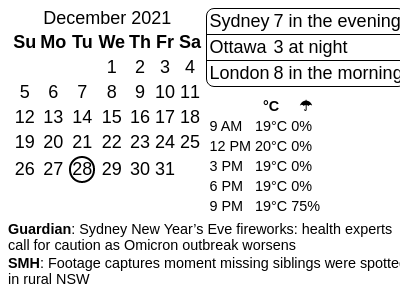 December 2021
Su Mo Tu We Th Fr Sa
1 2 3 4
5 6 7 8 9 10 11
12 13 14 15 16 17 18
19 20 21 22 23 24 25
26 27 28 29 30 31
Sydney 7 in the evening
Ottawa 3 at night
London 8 in the morning
°C ☂
9 AM 19°C 0%
12 PM 20°C 0%
3 PM 19°C 0%
6 PM 19°C 0%
9 PM 19°C 75%
Guardian: Sydney New Year’s Eve fireworks: health experts
call for caution as Omicron outbreak worsens
SMH: Footage captures moment missing siblings were spotte
in rural NSW